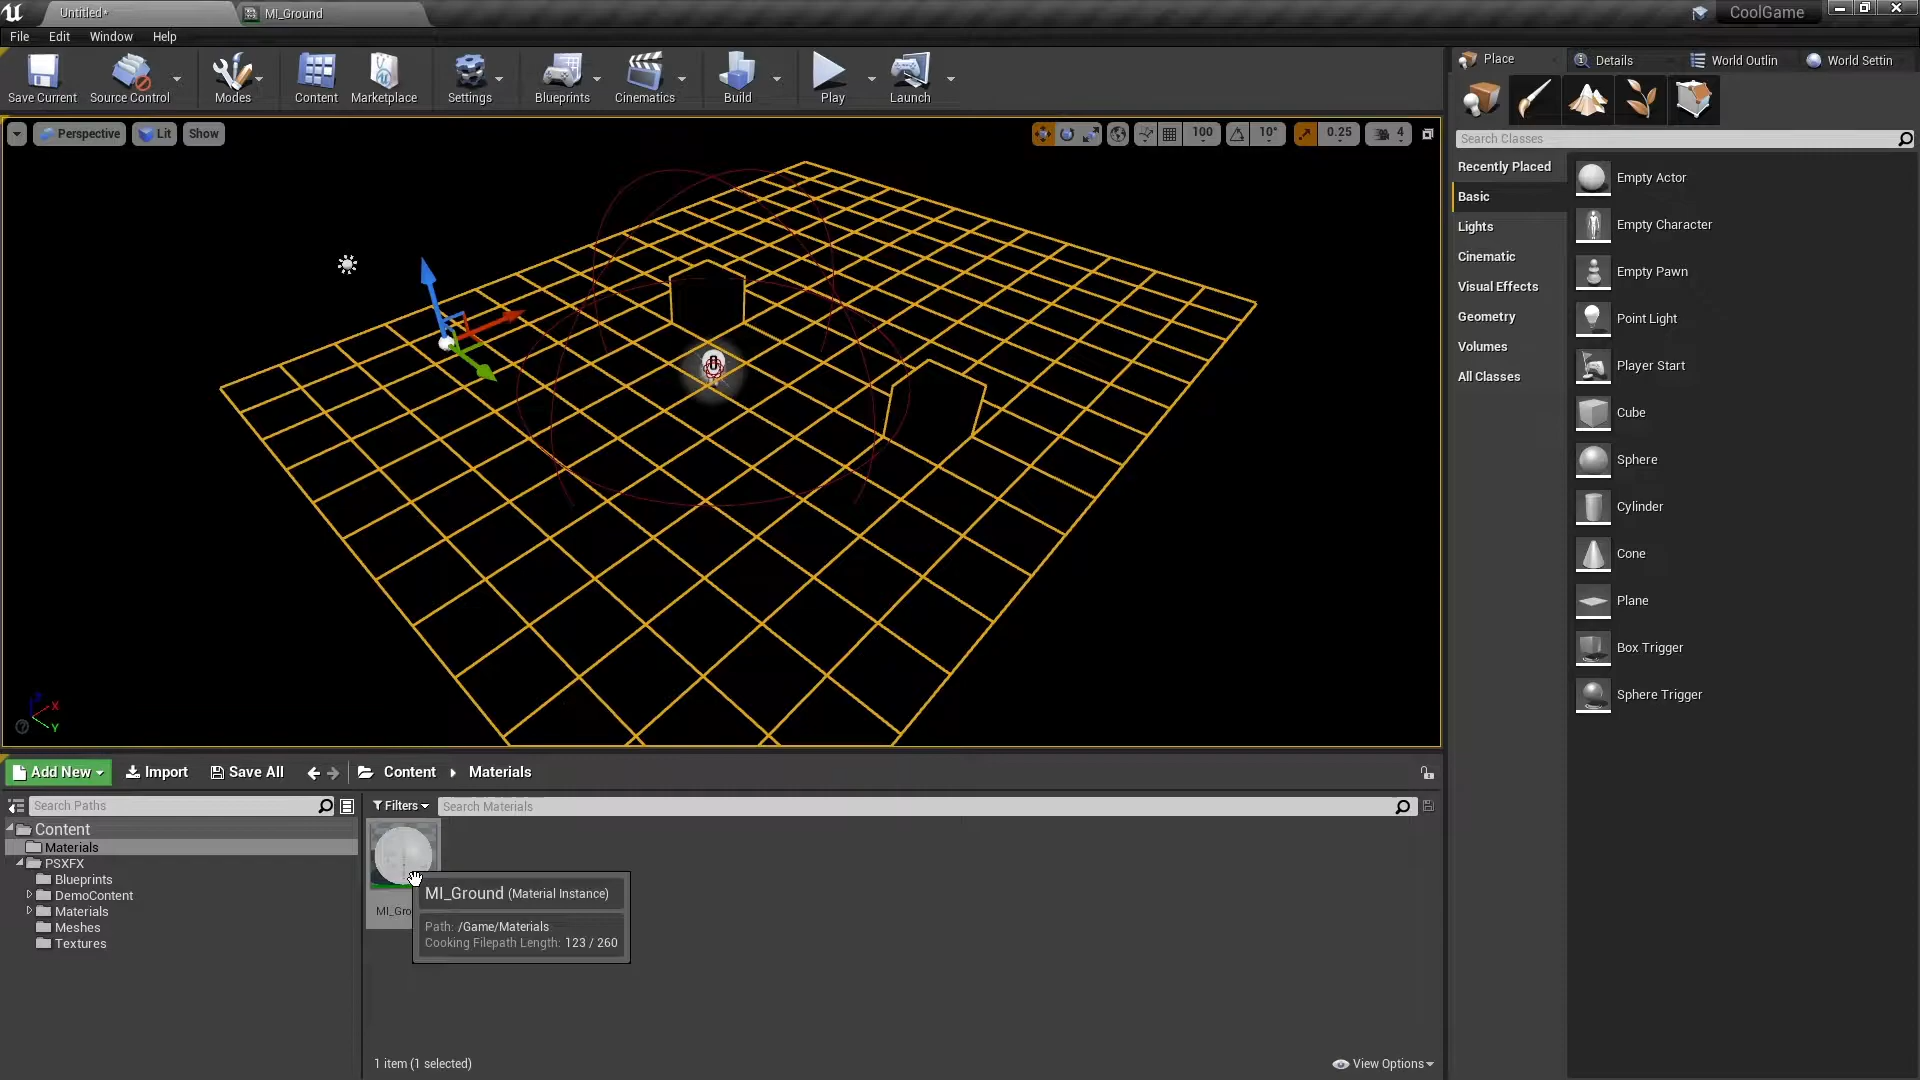 Untitled*
MI_Ground
CoolGame
File Edit Window Help
Save Current
Source Control
Modes
Content
Marketplace
Settings
Blueprints
Cinematics
Build
Play
Launch
Perspective
Lit
Show
100
10°
0.25
4
X
Y
Place
Details
World Outlin
World Settin
Search Classes
Recently Placed
Basic
Lights
Cinematic
Visual Effects
Geometry
Volumes
All Classes
Empty Actor
Empty Character
Empty Pawn
Point Light
Player Start
Cube
Sphere
Cylinder
Cone
Plane
Box Trigger
Sphere Trigger
Add New
Import
Save All
Content
Materials
Search Paths
Filters
Search Materials
Content
Materials
PSXFX
Blueprints
DemoContent
Materials
Meshes
Textures
MI_Gro
MI_Ground (Material Instance)
Path: /Game/Materials
Cooking Filepath Length: 123 / 260
1 item (1 selected)
View Options